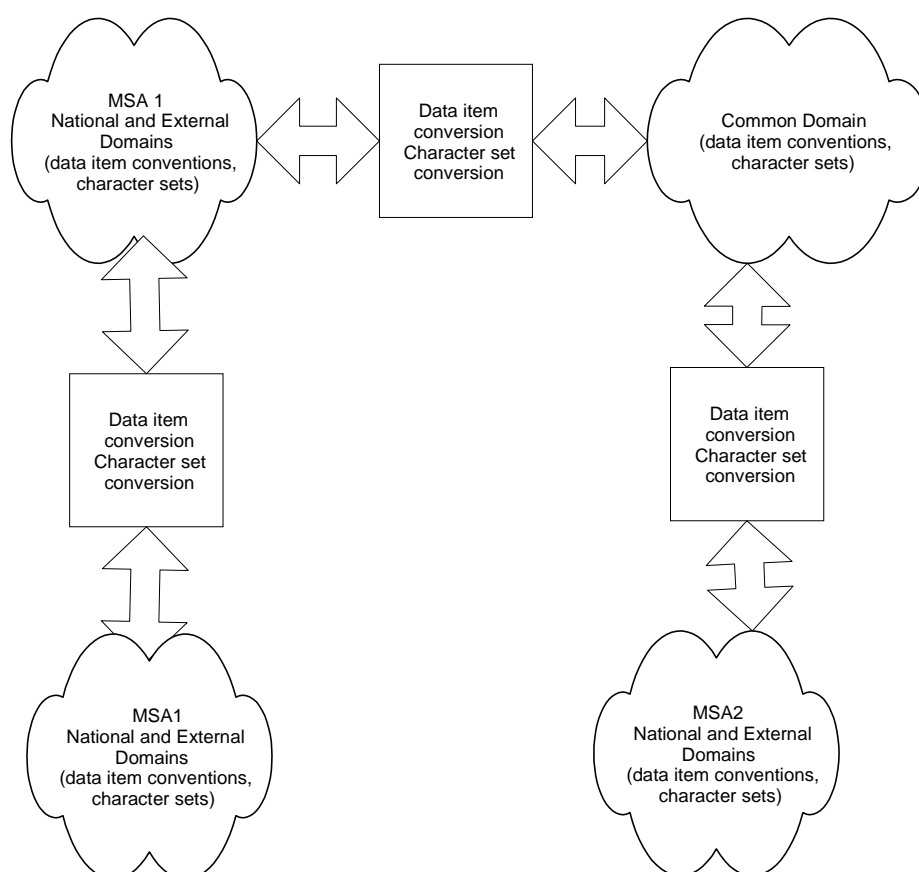 MSA 1
National and External
Domains
(data item conventions,
character sets)
Data item
conversion
Character set
conversion
Common Domain
(data item conventions,
character sets)
Data item
conversion
Character set
conversion
Data item
conversion
Character set
conversion
MSA1
National and External
Domains
(data item conventions,
character sets)
MSA2
National and External
Domains
(data item conventions,
character sets)